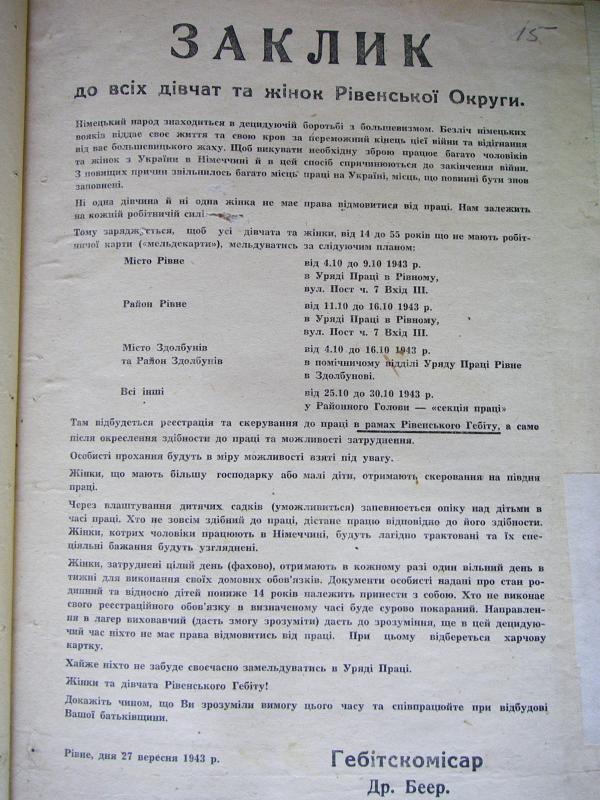 15
ЗАКЛИК
до всіх дівчат та жінок Рівенської Округи.
Німецький народ знаходиться в децидуючій боротьбі з большевизмом. Безліч німецьких
вояків віддає своє життя та свою кров за переможний кінець цієї війни та відігнання
від вас большевицького жаху. Щоб викувати необхідну зброю працює багато чоловіків
та жінок з України в Німеччині й в цей спосіб спричинюються до закінчення війни.
З повищих причин звільнилось багато місць праці на Україні, місць, що повинні бути знов
заповнені.
Ні одна дівчина й ні одна жінка не має права відмовитися від праці. Нам залежить
на кожній робітничій силі
Тому заряджується, щоб усі дівчата та жінки, від 14 до 55 років що не мають робіт-
ничої карти («мельдекарти»), мельдуватись за слідуючим планом:
Місто Рівне від 4.10 до 9.10 1943 р.
в Уряді Праці в Рівному,
вул. Пост ч. 7 Вхід III.
Район Рівне від 11.10 до 16.10 1943 р.
в Уряді Праці в Рівному,
вул. Пост ч. 7 Вхід III.
Місто Здолбунів від 4.10 до 16.10 1943 р.
та Район Здолбунів в помічничому відділі Уряду Праці Рівне
в Здолбунові.
Всі інші від 25.10 до 30.10 1943 р.
у Районного Голови — «секція праці»
Там відбудеться реєстрація та скерування до праці в рамах Рівенського Гебіту, а саме
після окреслення здібности до праці та можливості затруднення.
Особисті прохання будуть в міру можливості взяті під увагу.
Жінки, що мають більшу господарку або малі діти, отримають скеровання на півдня
праці.
Через влаштування дитячих садків (уможливиться) запевнюється опіку над дітьми в
часі праці. Хто не зовсім здібний до праці, дістане працю відповідно до його здібности.
Жінки, котрих чоловіки працюють в Німеччині, будуть лагідно трактовані та їх спе-
ціяльні бажання будуть узгляднені.
Жінки, затруднені цілий день (фахово), отримають в кожному разі один вільний день в
тижні для виконання своїх домових обов'язків. Документи особисті надані про стан ро-
динний та відносно дітей пониже 14 років належить принести з собою. Хто не виконає
свого реєстраційного обов'язку в визначеному часі буде сурово покараний. Направлен-
ня в лагер виховавчий (дасть змогу зрозуміти) дасть до зрозуміння, ще в цей децидую-
чий час ніхто не має права відмовитись від праці. При цьому відбереться харчову
картку.
Хайже ніхто не забуде своєчасно замельдуватись в Уряді Праці.
Жінки та дівчата Рівенського Гебіту!
Докажіть чином, що Ви зрозуміли вимогу цього часу та співпрацюйте при відбудові
Вашої батьківщини.
Рівне, дня 27 вересня 1943 р.
Гебітскомісар
Др. Беер.